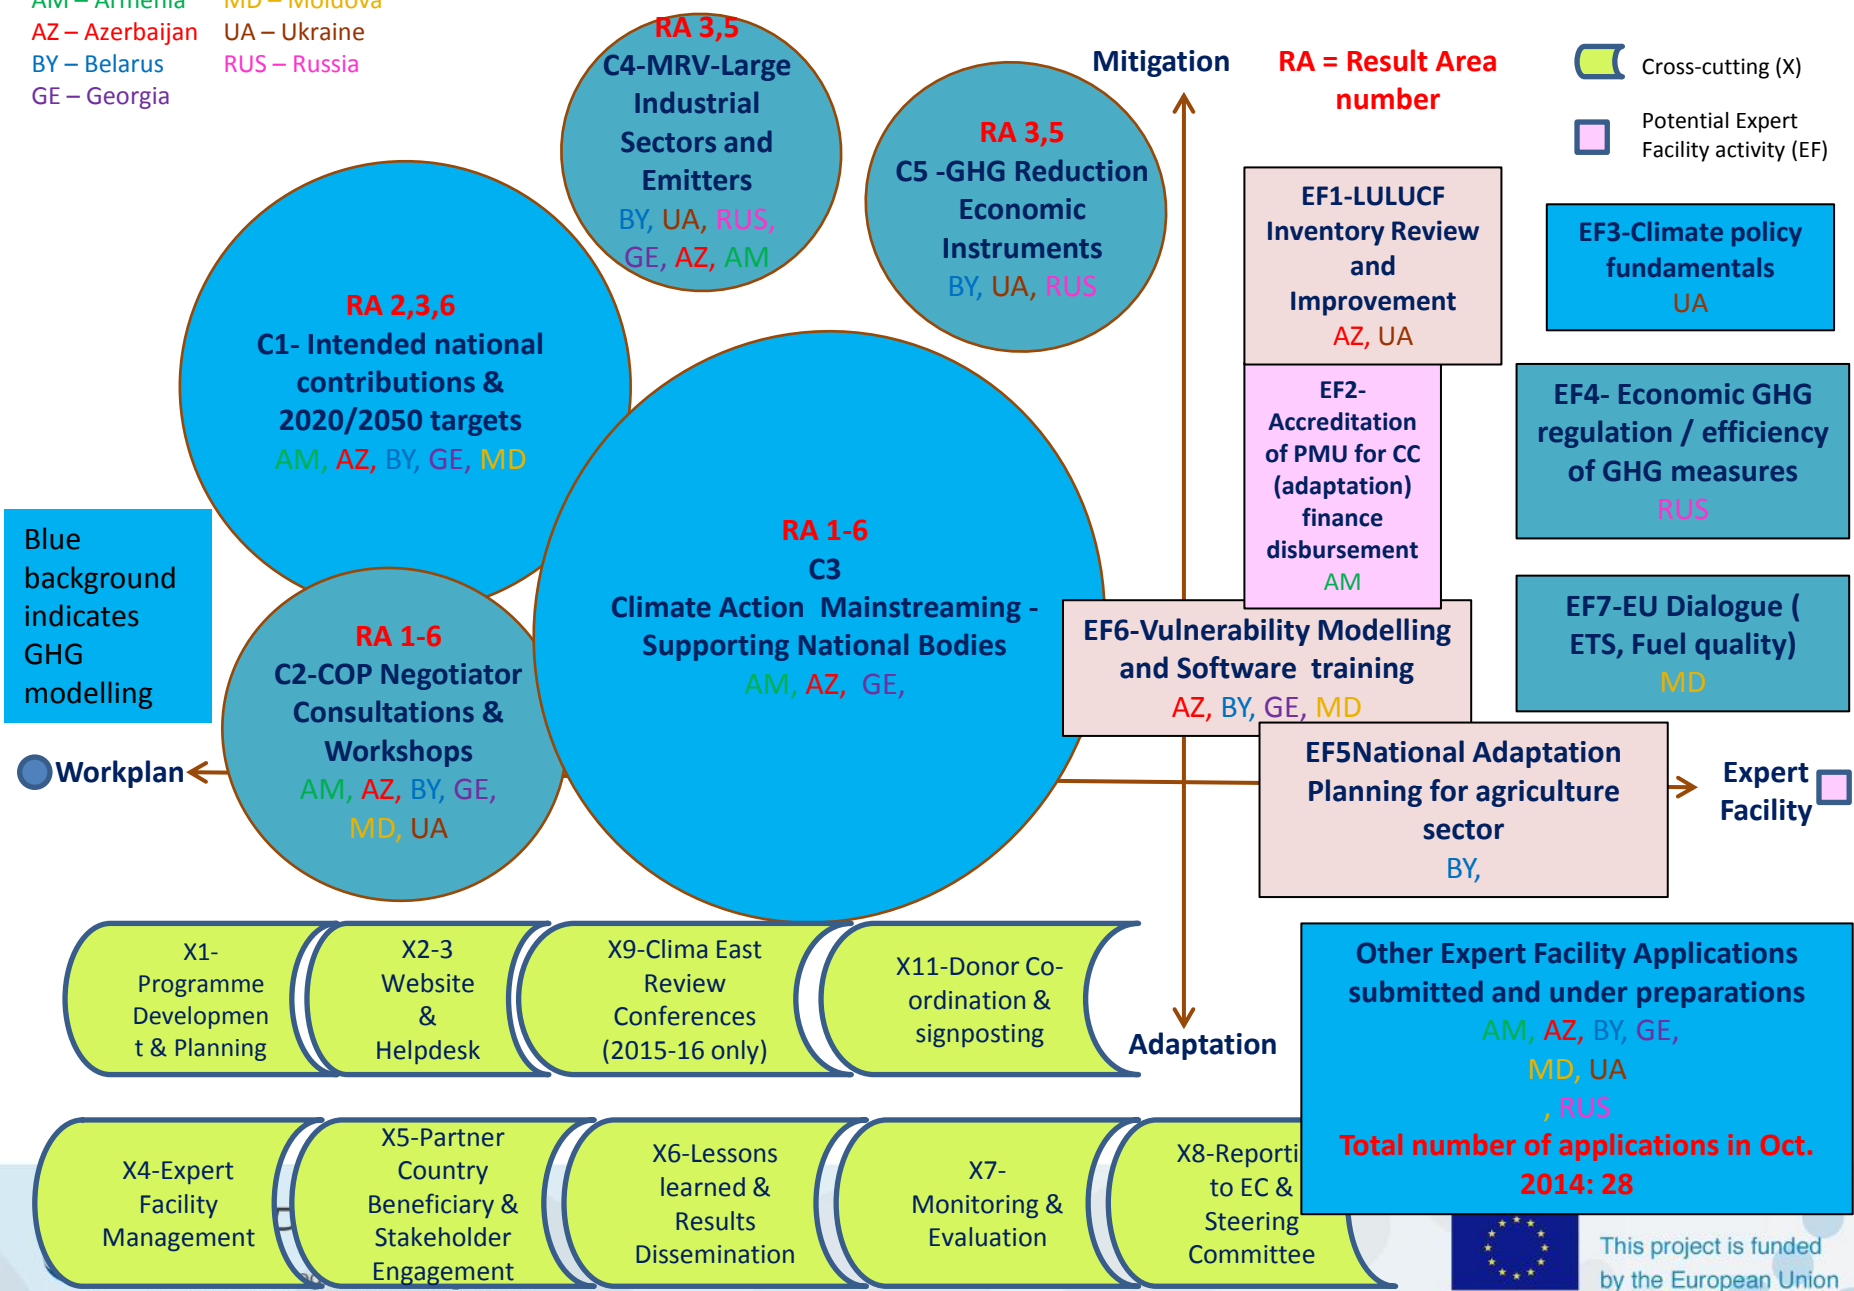 AM – Armenia
MD – Moldova
AZ – Azerbaijan
UA – Ukraine
BY – Belarus
RUS – Russia
GE – Georgia
RA 3,5
C4-MRV-Large
Industrial
Sectors and
Emitters
BY, UA, RUS,
GE, AZ, AM
RA 3,5
C5 -GHG Reduction
Economic
Instruments
BY, UA, RUS
Mitigation
RA = Result Area
number
Cross-cutting (X)
Potential Expert
Facility activity (EF)
RA 2,3,6
C1- Intended national
contributions &
2020/2050 targets
AM, AZ, BY, GE, MD
EF1-LULUCF
Inventory Review
and
Improvement
AZ, UA
EF3-Climate policy
fundamentals
UA
EF2-
Accreditation
of PMU for CC
(adaptation)
finance
disbursement
AM
EF4- Economic GHG
regulation / efficiency
of GHG measures
RUS
Blue
background
indicates
GHG
modelling
RA 1-6
C3
Climate Action Mainstreaming -
Supporting National Bodies
AM, AZ, GE,
RA 1-6
C2-COP Negotiator
Consultations &
Workshops
AM, AZ, BY, GE,
MD, UA
EF6-Vulnerability Modelling
and Software training
AZ, BY, GE, MD
EF7-EU Dialogue (
ETS, Fuel quality)
MD
Workplan
EF5National Adaptation
Planning for agriculture
sector
BY,
Expert
Facility
X1-
Programme
Developmen
t & Planning
X2-3
Website
&
Helpdesk
X9-Clima East
Review
Conferences
(2015-16 only)
X11-Donor Co-
ordination &
signposting
Adaptation
Other Expert Facility Applications
submitted and under preparations
AM, AZ, BY, GE,
MD, UA
, RUS
Total number of applications in Oct.
2014: 28
X4-Expert
Facility
Management
X5-Partner
Country
Beneficiary &
Stakeholder
Engagement
X6-Lessons
learned &
Results
Dissemination
X7-
Monitoring &
Evaluation
X8-Reporti
to EC &
Steering
Committee
This project is funded
by the European Union